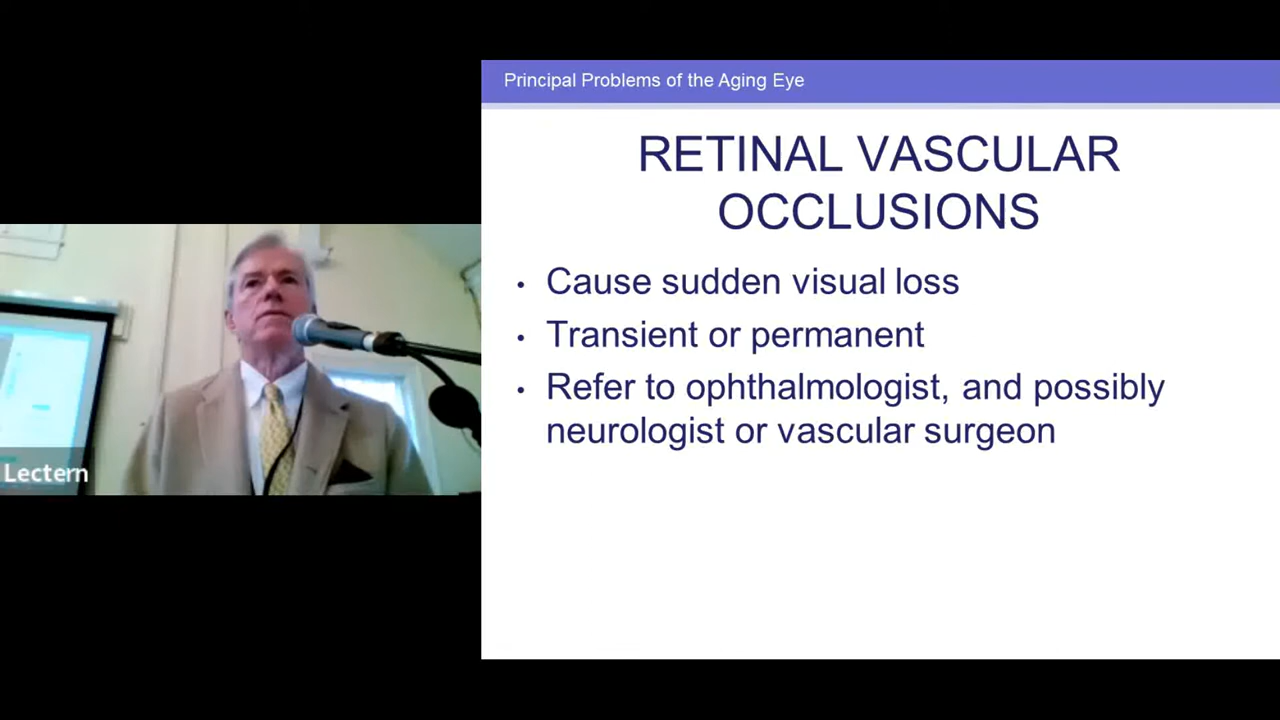 Principal Problems of the Aging Eye
RETINAL VASCULAR
OCCLUSIONS
• Cause sudden visual loss
• Transient or permanent
• Refer to ophthalmologist, and possibly
neurologist or vascular surgeon
Lectern